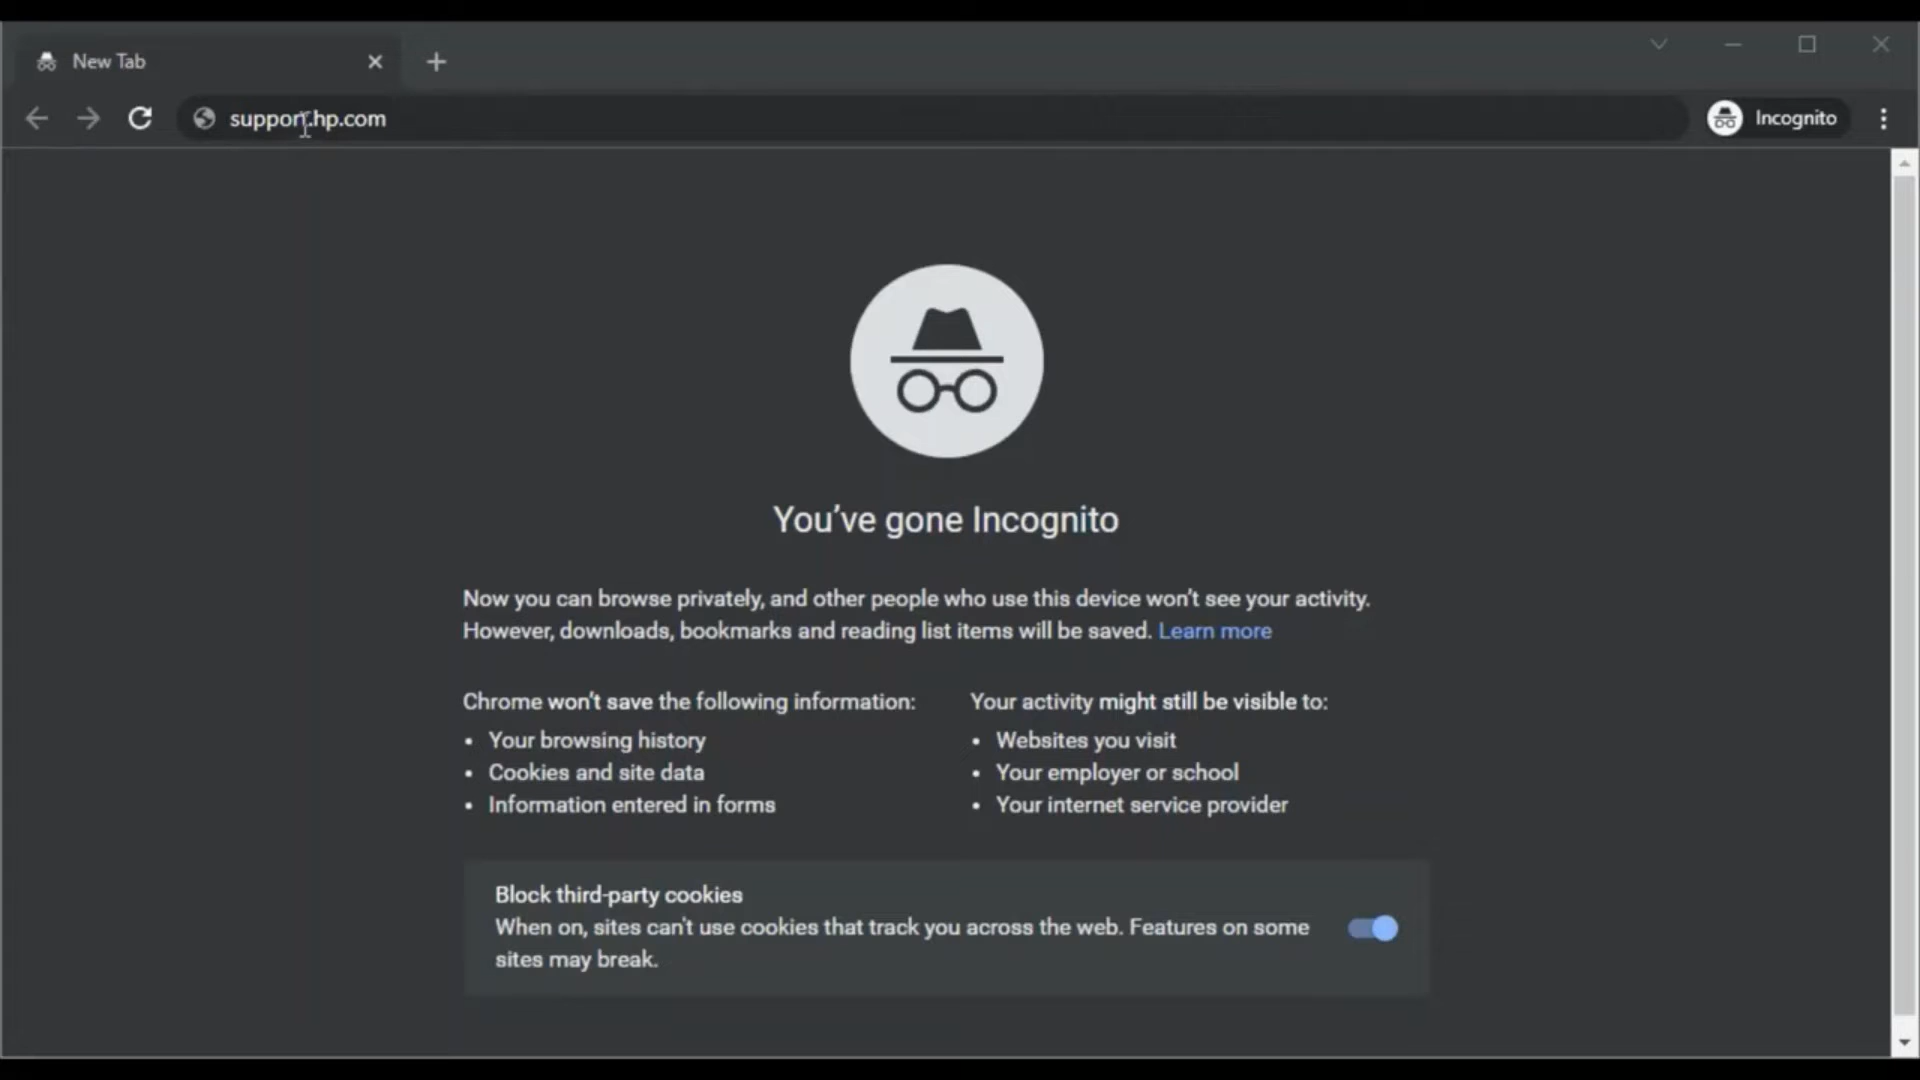 New Tab
support.hp.com
Incognito
You've gone Incognito
Now you can browse privately, and other people who use this device won't see your activity.
However, downloads, bookmarks and reading list items will be saved. Learn more
Chrome won't save the following information:
• Your browsing history
• Cookies and site data
• Information entered in forms
Your activity might still be visible to:
• Websites you visit
• Your employer or school
• Your internet service provider
Block third-party cookies
When on, sites can't use cookies that track you across the web. Features on some
sites may break.